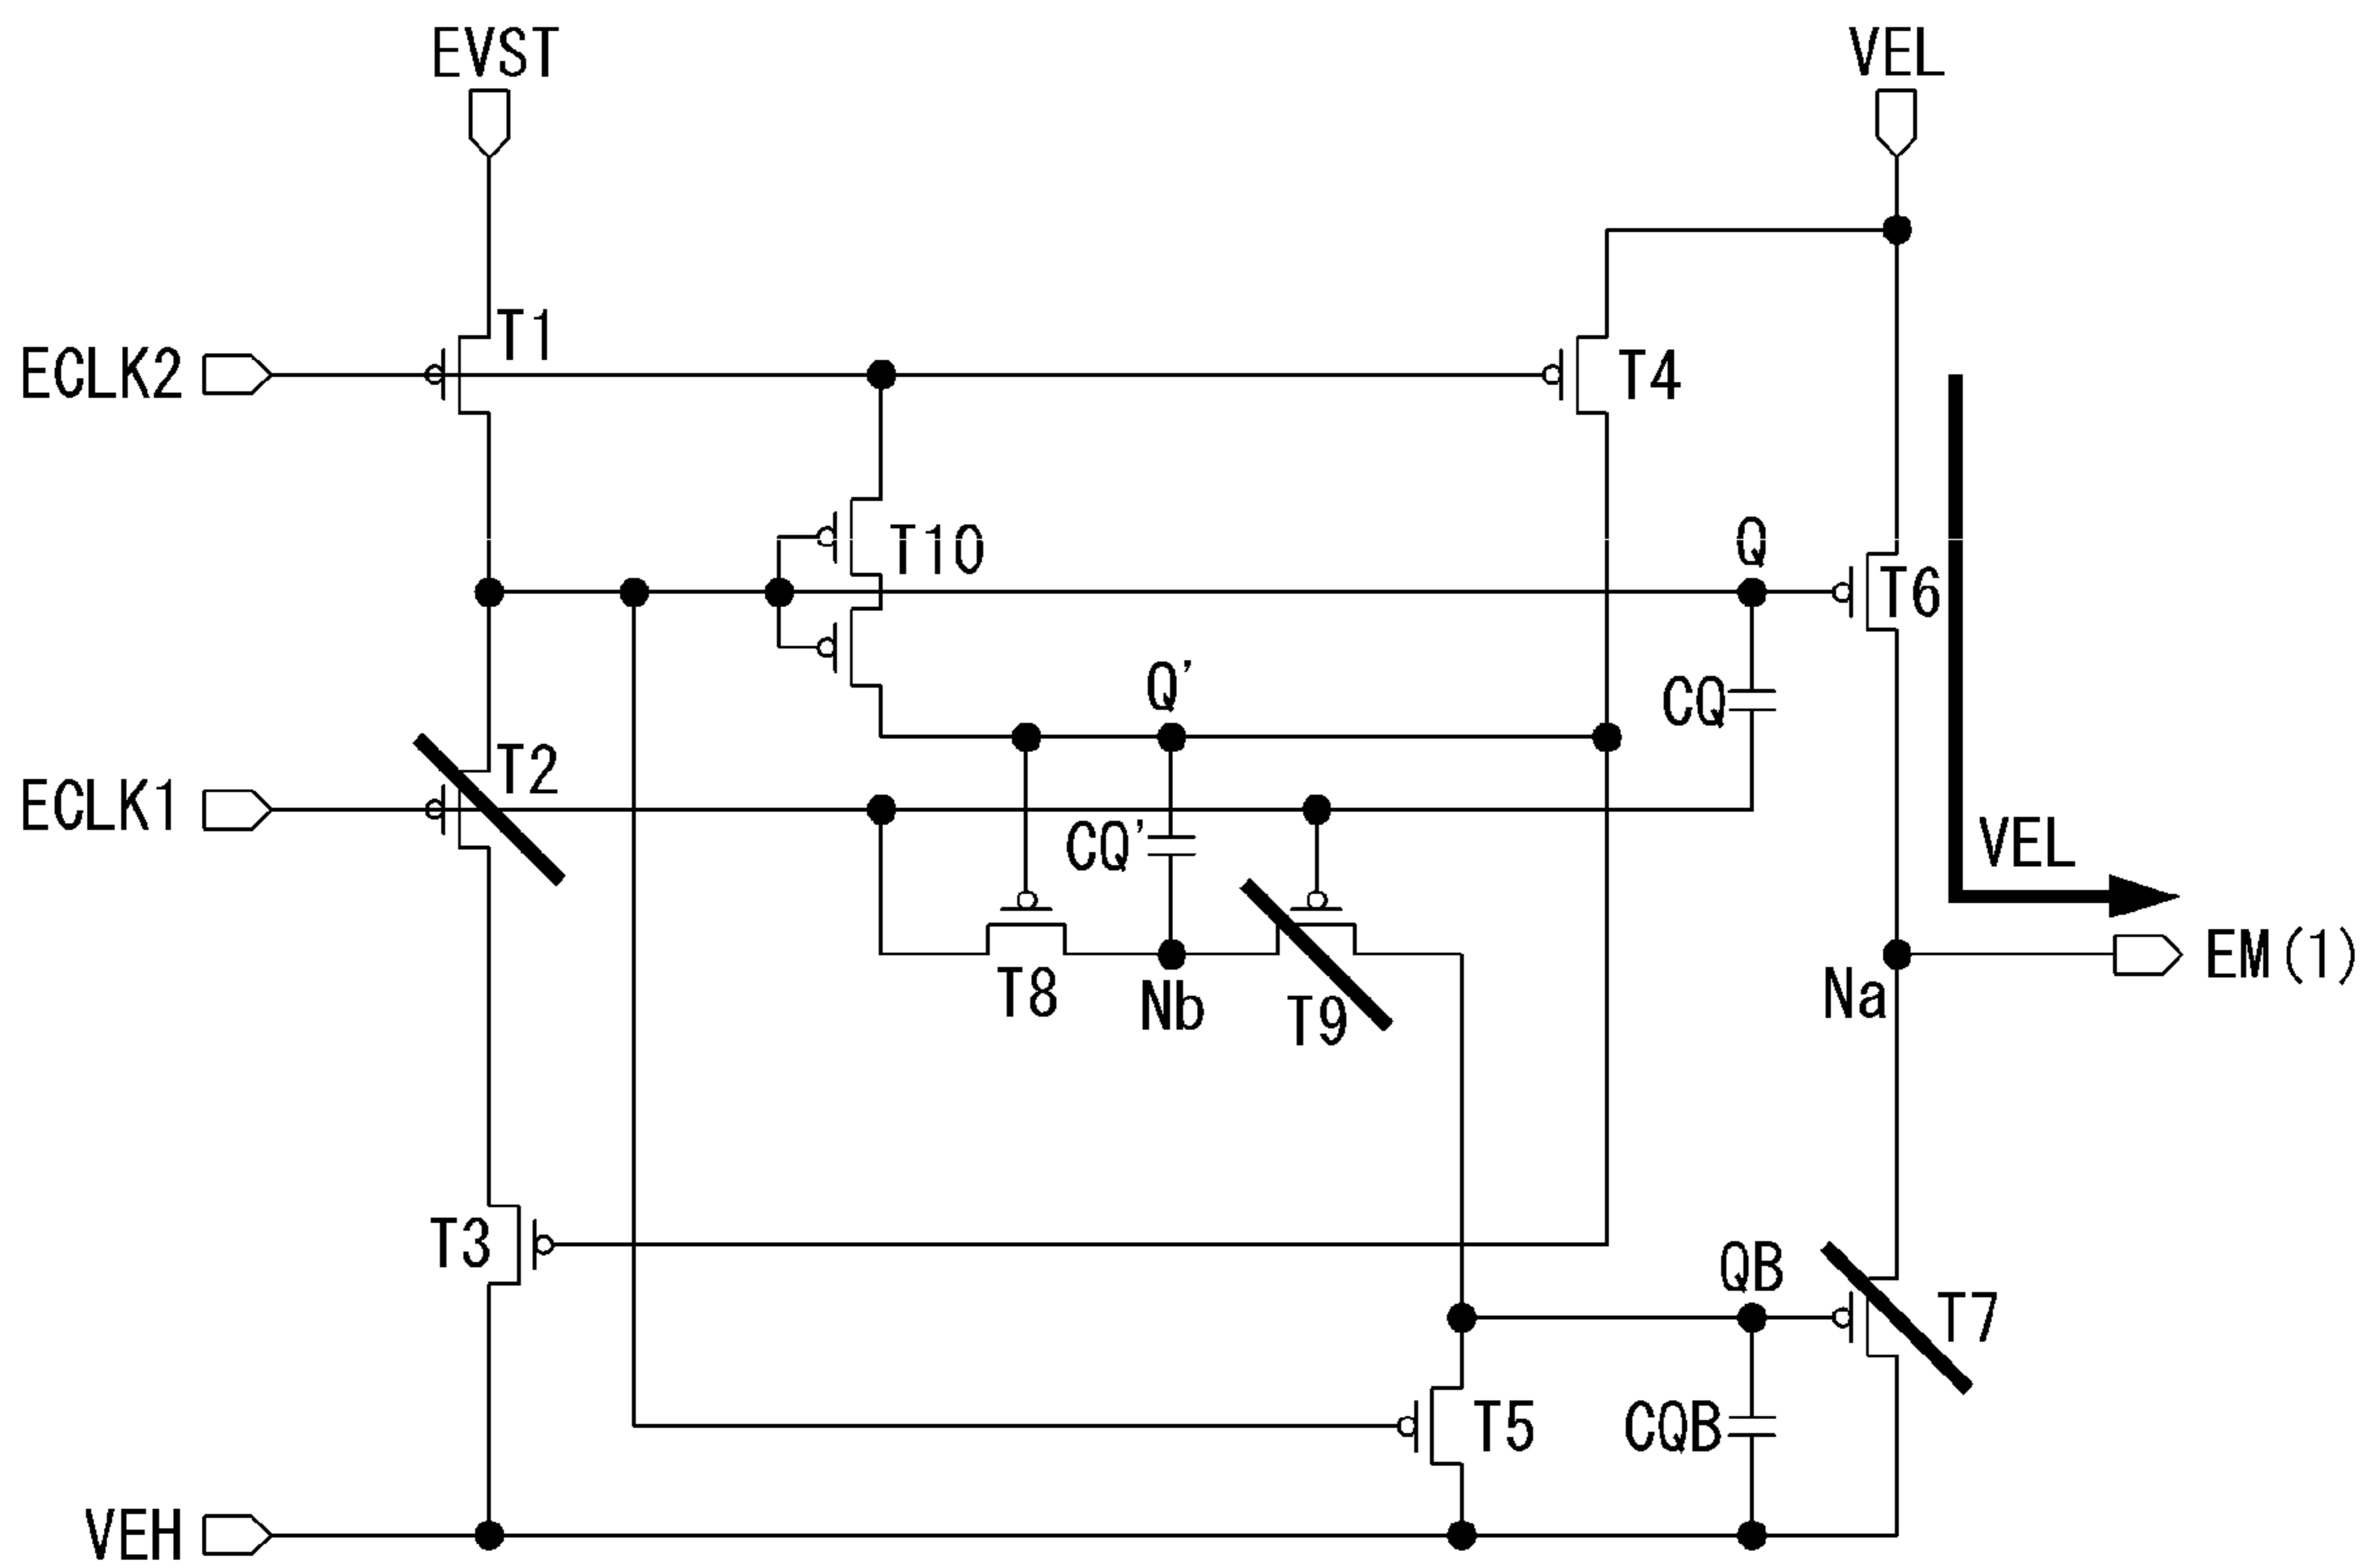 EVST
VEL
T1
ECLK2
T4
T10
Q
T6
Q'
CQ
T2
ECLK1
CQ'
VEL
T8
Nb
T9
Na
EM(1)
T3
QB
T7
T5
CQB
VEH